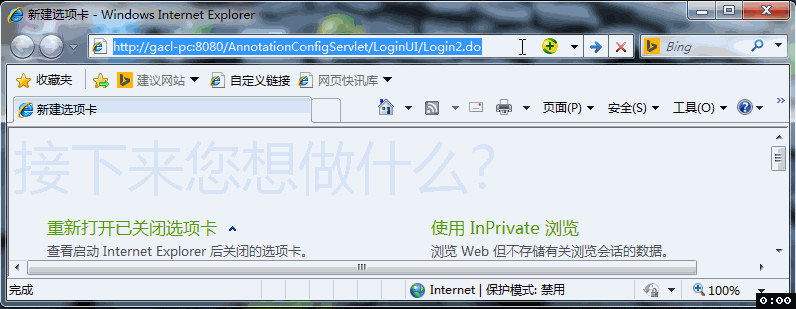 新建选项卡 - Windows Internet Explorer
http://gacl-pc:8080/AnnotationConfigServlet/LoginUI/Login2.do
Bing
收藏夹 建议网站 自定义链接 网页快讯库
新建选项卡 页面(P) 安全(S) 工具(O)
接下来您想做什么?
重新打开已关闭选项卡 使用 InPrivate 浏览
查看启动 Internet Explorer 后关闭的选项卡。 浏览 Web 但不存储有关浏览会话的数据。
完成 Internet | 保护模式: 禁用 100%
0:00